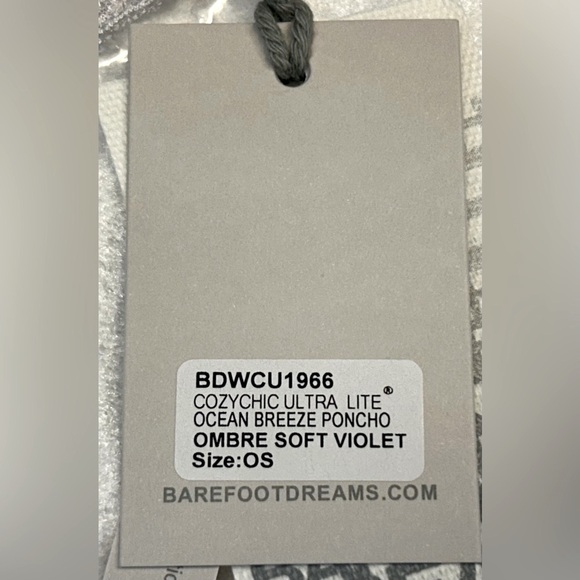 BDWCU1966
COZYCHIC ULTRA LITE®
OCEAN BREEZE PONCHO
OMBRE SOFT VIOLET
Size:OS
BAREFOOTDREAMS.COM